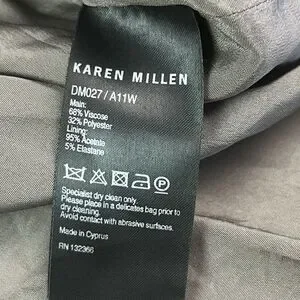 KAREN MILLEN
DM027 / A11W
Main:
68% Viscose
32% Polyester
Lining:
95% Acetate
5% Elastane
P
Specialist dry clean only.
Please place in a delicates bag prior to
dry cleaning.
Avoid contact with abrasive surfaces.
Made in Cyprus
RN 132366